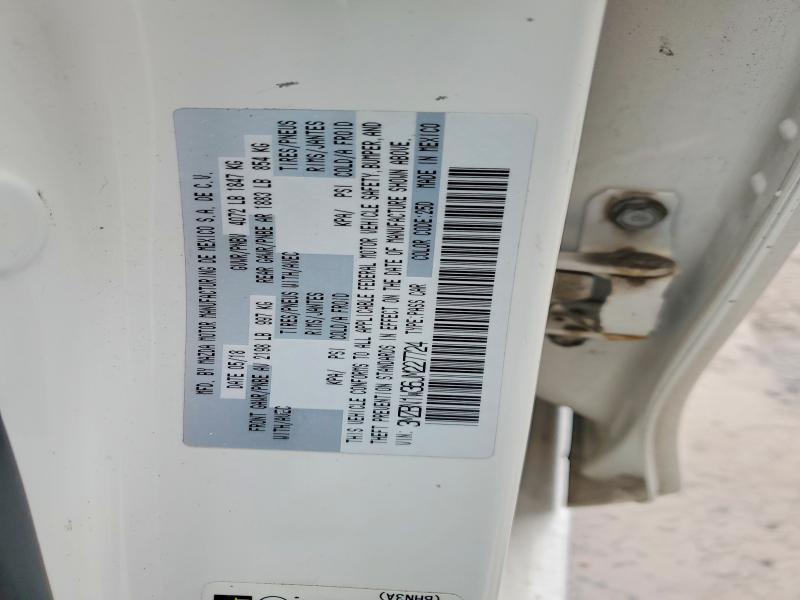 MFD. BY MAZDA MOTOR MANUFACTURING DE MEXICO S.A. DE C.V.
DATE 06/18 GVWR/PNBV 4072 LB 1847 KG
FRONT GAWR/PNBE AV 2198 LB 997 KG REAR GAWR/PNBE AR 1883 LB 854 KG
WITH/AVEC TIRES/PNEUS WITH/AVEC TIRES/PNEUS
RIMS/JANTES RIMS/JANTES
KPA/ PSI COLD/A FROID KPA/ PSI COLD/A FROID
THIS VEHICLE CONFORMS TO ALL APPLICABLE FEDERAL MOTOR VEHICLE SAFETY, BUMPER, AND
THEFT PREVENTION STANDARDS IN EFFECT ON THE DATE OF MANUFACTURE SHOWN ABOVE.
VIN: 3MZBN1W36JM227724 TYPE:PASS CAR COLOR CODE:25D MADE IN MEXICO
(BHN3A)